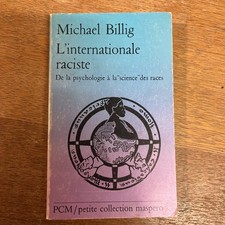 Michael Billig
L'internationale
raciste
De la psychologie à la "science" des races
PCM/petite collection maspero